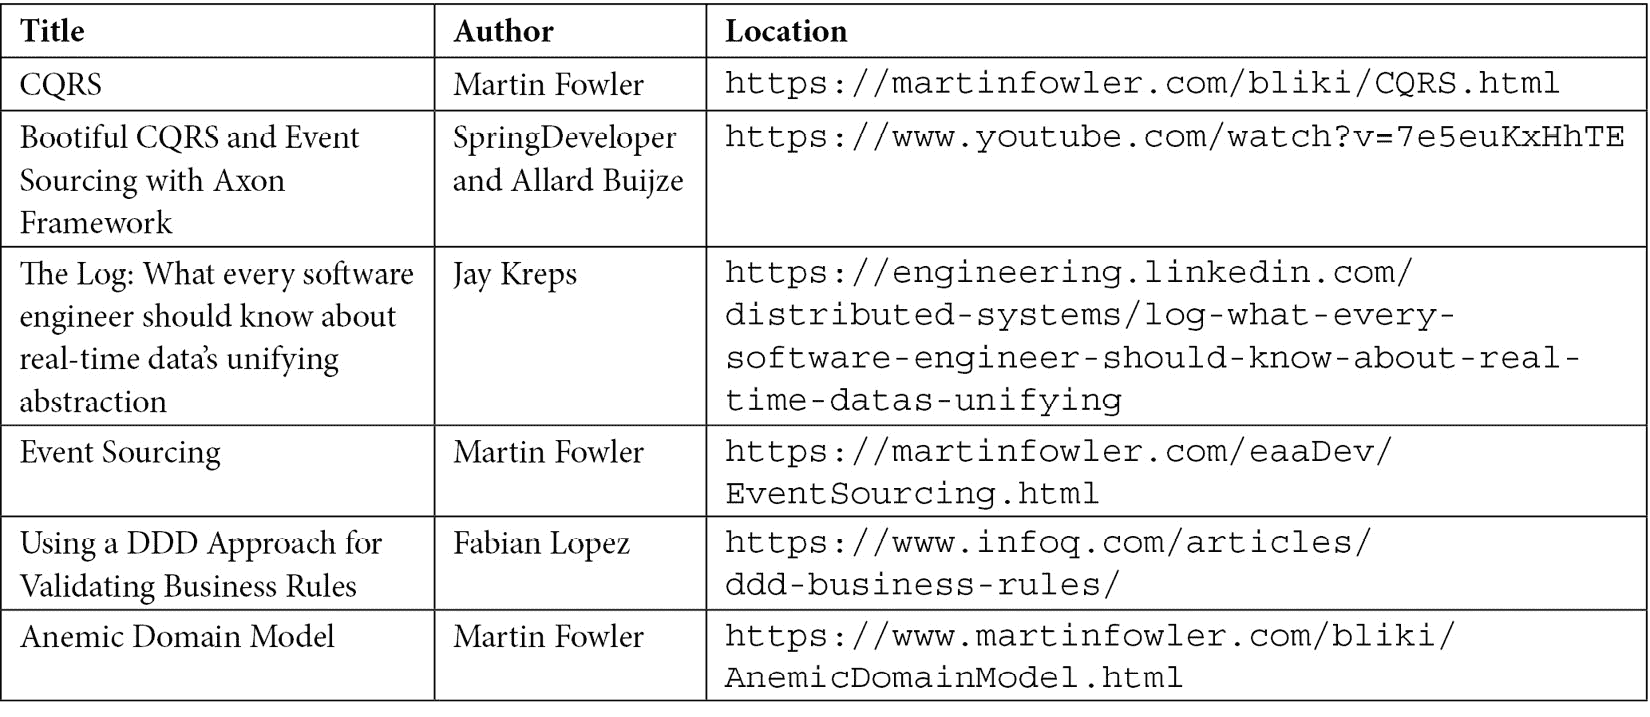 Title Author Location
CQRS Martin Fowler https://martinfowler.com/bliki/CQRS.html
Bootiful CQRS and Event SpringDeveloper https://www.youtube.com/watch?v=7e5euKxHhTE
Sourcing with Axon and Allard Buijze
Framework
The Log: What every software Jay Kreps https://engineering.linkedin.com/
engineer should know about distributed-systems/log-what-every-
real-time data’s unifying software-engineer-should-know-about-real-
abstraction time-datas-unifying
Event Sourcing Martin Fowler https://martinfowler.com/eaaDev/
EventSourcing.html
Using a DDD Approach for Fabian Lopez https://www.infoq.com/articles/
Validating Business Rules ddd-business-rules/
Anemic Domain Model Martin Fowler https://www.martinfowler.com/bliki/
AnemicDomainModel.html